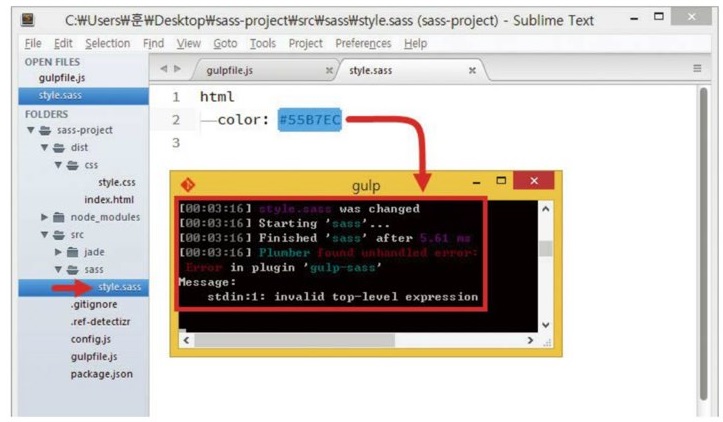 C:₩Users₩훈₩Desktop₩sass-project₩src₩sass₩style.sass (sass-project) - Sublime Text
File Edit Selection Find View Goto Tools Project Preferences Help
OPEN FILES
gulpfile.js
style.sass
FOLDERS
sass-project
dist
css
style.css
index.html
node_modules
src
jade
sass
style.sass
.gitignore
.ref-detectizr
config.js
gulpfile.js
package.json
gulpfile.js × style.sass ×
1 html
2 —color: #55B7EC
3
gulp
[00:03:16] style.sass was changed
[00:03:16] Starting 'sass'...
[00:03:16] Finished 'sass' after 5.61 ms
[00:03:16] Plumber found unhandled error:
Error in plugin 'gulp-sass'
Message:
stdin:1: invalid top-level expression